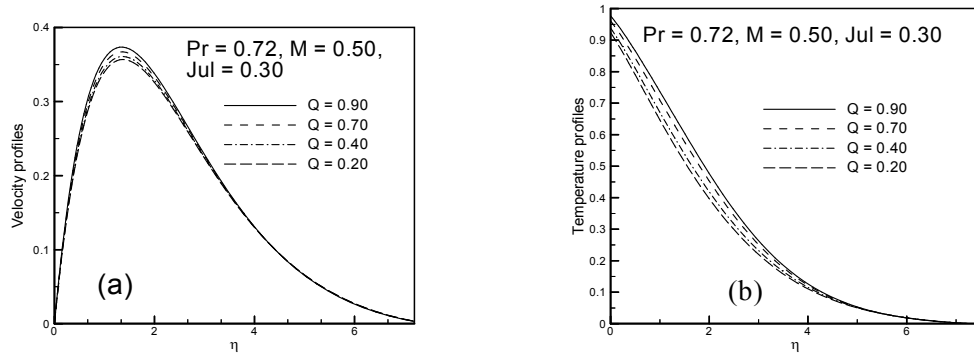 Pr = 0.72, M = 0.50,
Jul = 0.30
Q = 0.90
Q = 0.70
Q = 0.40
Q = 0.20
Velocity profiles
0.4
0.3
0.2
0.1
0
0
2
4
6
η
(a)
Pr = 0.72, M = 0.50, Jul = 0.30
Q = 0.90
Q = 0.70
Q = 0.40
Q = 0.20
Temperature profiles
1
0.9
0.8
0.7
0.6
0.5
0.4
0.3
0.2
0.1
0
0
2
4
6
η
(b)